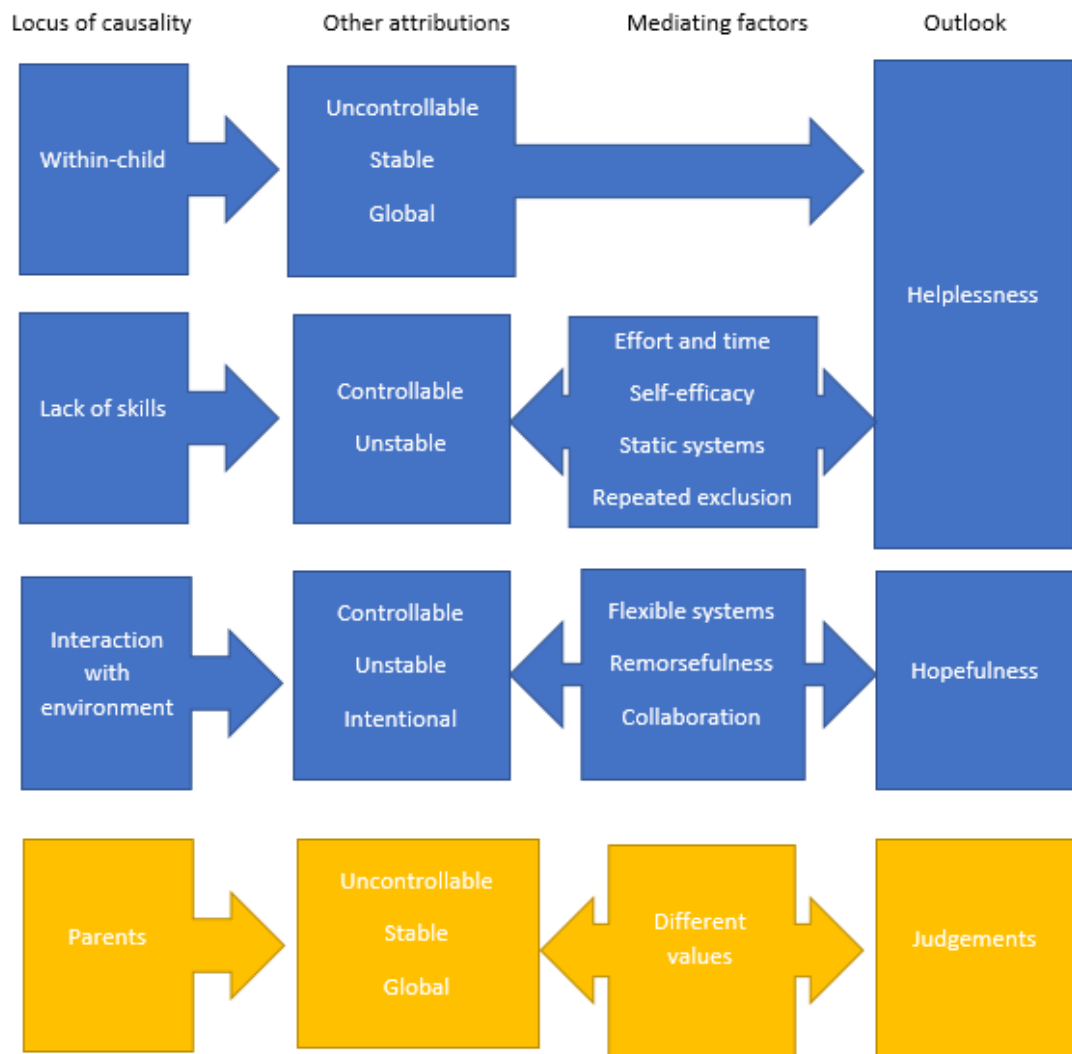 Locus of causality
Other attributions
Mediating factors
Outlook
Within-child
Uncontrollable
Stable
Global
Helplessness
Lack of skills
Controllable
Unstable
Effort and time
Self-efficacy
Static systems
Repeated exclusion
Interaction
with
environment
Controllable
Unstable
Intentional
Flexible systems
Remorsefulness
Collaboration
Hopefulness
Parents
Uncontrollable
Stable
Global
Different
values
Judgements